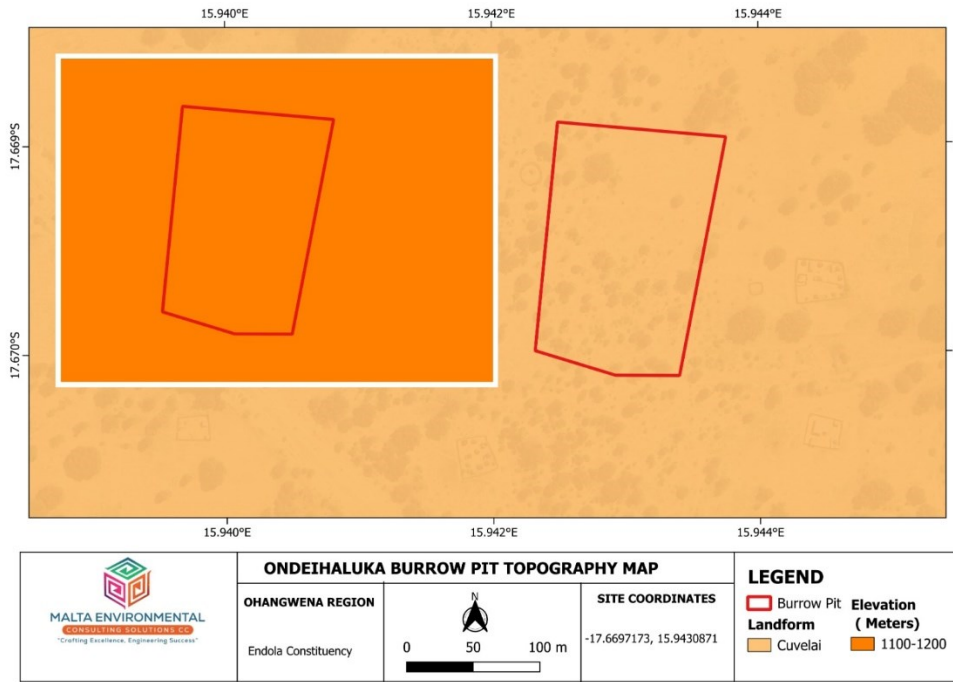 15.940°E 15.942°E 15.944°E
17.669°S
17.670°S
15.940°E 15.942°E 15.944°E
MALTA ENVIRONMENTAL
CONSULTING SOLUTIONS CC
"Crafting Excellence, Engineering Success"
ONDEIHALUKA BURROW PIT TOPOGRAPHY MAP
OHANGWENA REGION
Endola Constituency
N
0 50 100 m
SITE COORDINATES
-17.6697173, 15.9430871
LEGEND
Burrow Pit
Landform
Cuvelai
Elevation
( Meters)
1100-1200